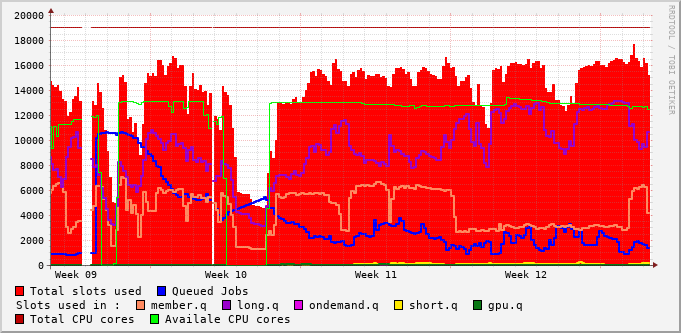 20000
18000
16000
14000
12000
10000
8000
6000
4000
2000
0
Week 09 Week 10 Week 11 Week 12
Total slots used Queued Jobs
Slots used in : member.q long.q ondemand.q short.q gpu.q
Total CPU cores Availale CPU cores
RRDTOOL / TOBI OETIKER